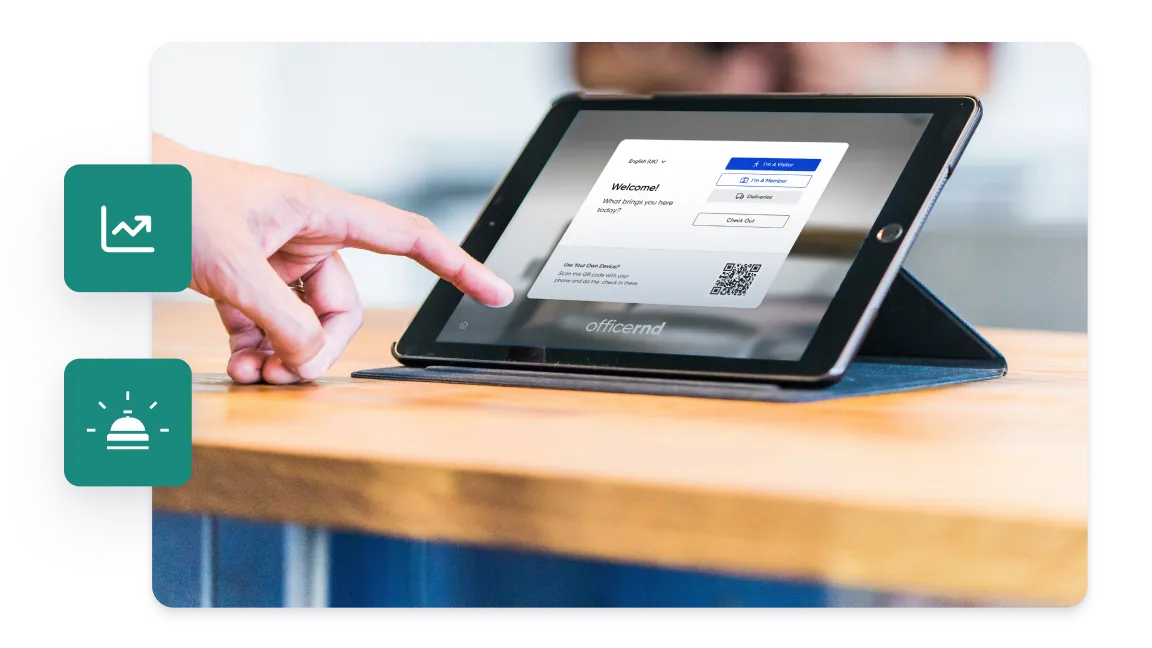 English (UK)
I'm A Visitor
Welcome!
I'm A Member
What brings you here
today?
Deliveries
Check Out
Use Your Own Device?
Scan this QR code with your
phone and do the check in there
officernd